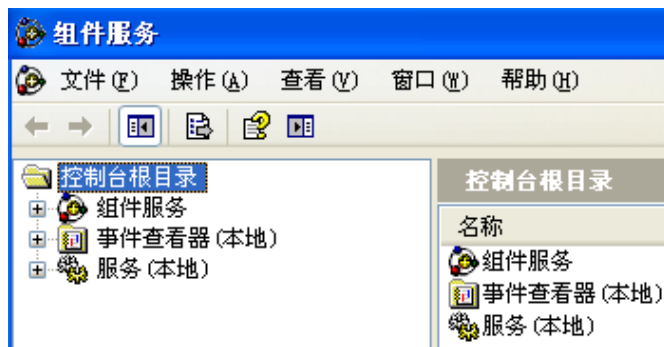 组件服务
文件(F) 操作(A) 查看(V) 窗口(W) 帮助(H)
控制台根目录
组件服务
事件查看器(本地)
服务(本地)
控制台根目录
名称
组件服务
事件查看器(本地)
服务(本地)